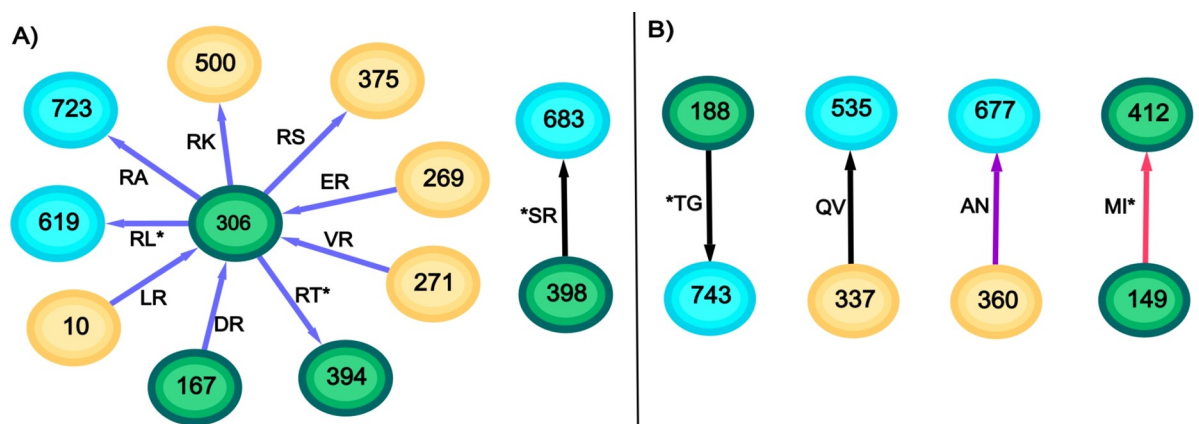 A)
500
375
723
683
RK
RS
RA
ER
269
619
306
*SR
RL*
VR
271
LR
RT*
398
10
DR
167
394
B)
188
535
677
412
*TG
QV
AN
MI*
743
337
360
149